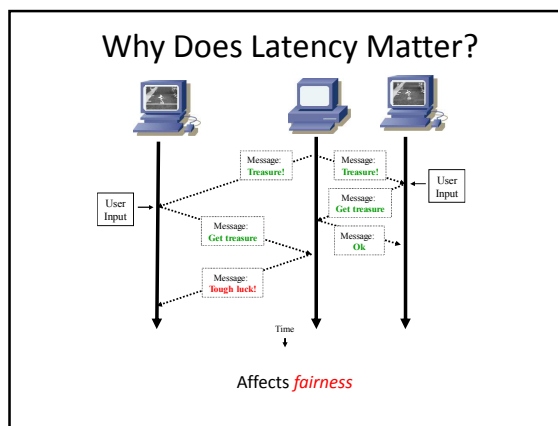 Why Does Latency Matter?
Message:
Treasure!
Message:
Treasure!
User
Input
User
Input
Message:
Get treasure
Message:
Get treasure
Message:
Ok
Message:
Tough luck!
Time
Affects fairness